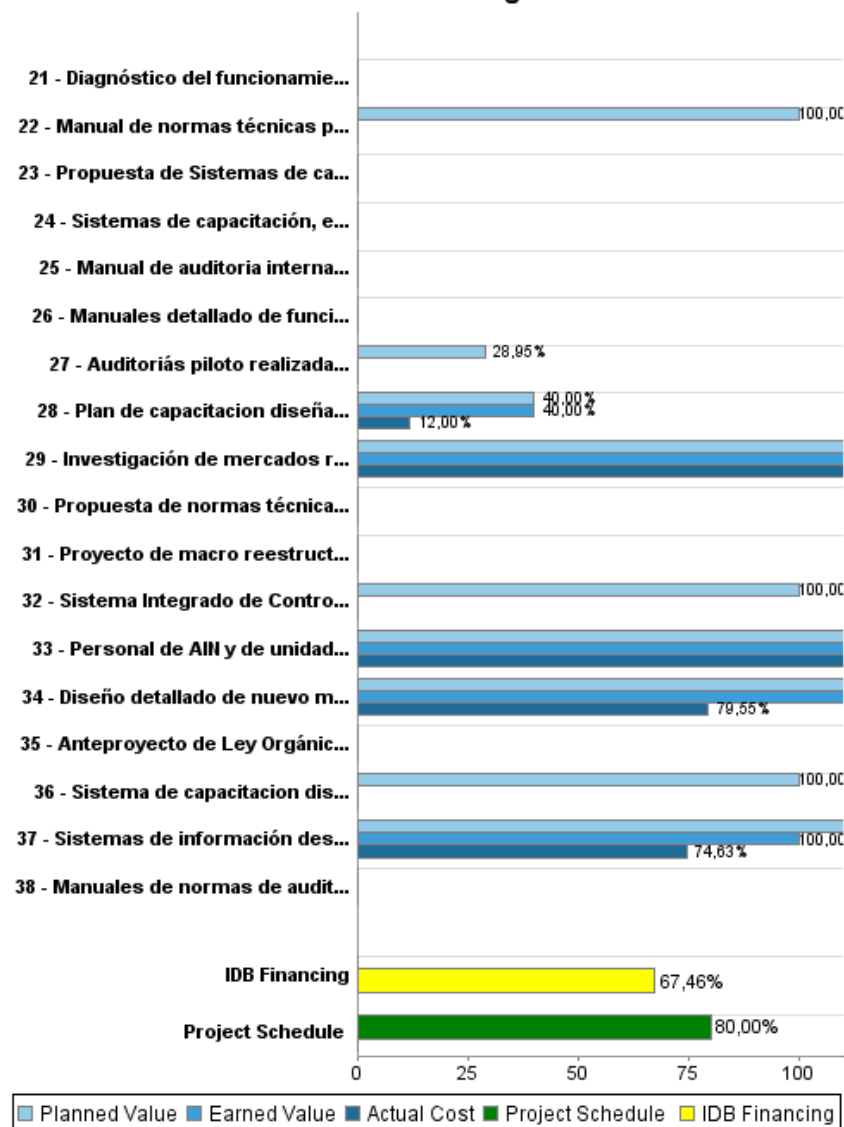 21 - Diagnóstico del funcionamie...
22 - Manual de normas técnicas p...
100,00
23 - Propuesta de Sistemas de ca...
24 - Sistemas de capacitación, e...
25 - Manual de auditoria interna...
26 - Manuales detallado de funci...
27 - Auditoriás piloto realizada...
28,95%
28 - Plan de capacitacion diseña...
40,00%
40,00%
12,00%
29 - Investigación de mercados r...
30 - Propuesta de normas técnica...
31 - Proyecto de macro reestruct...
32 - Sistema Integrado de Contro...
100,00
33 - Personal de AIN y de unidad...
34 - Diseño detallado de nuevo m...
79,55%
35 - Anteproyecto de Ley Orgánic...
36 - Sistema de capacitacion dis...
100,00
37 - Sistemas de información des...
100,00
74,63%
38 - Manuales de normas de audit...
IDB Financing
67,46%
Project Schedule
80,00%
0 25 50 75 100
Planned Value Earned Value Actual Cost Project Schedule IDB Financing